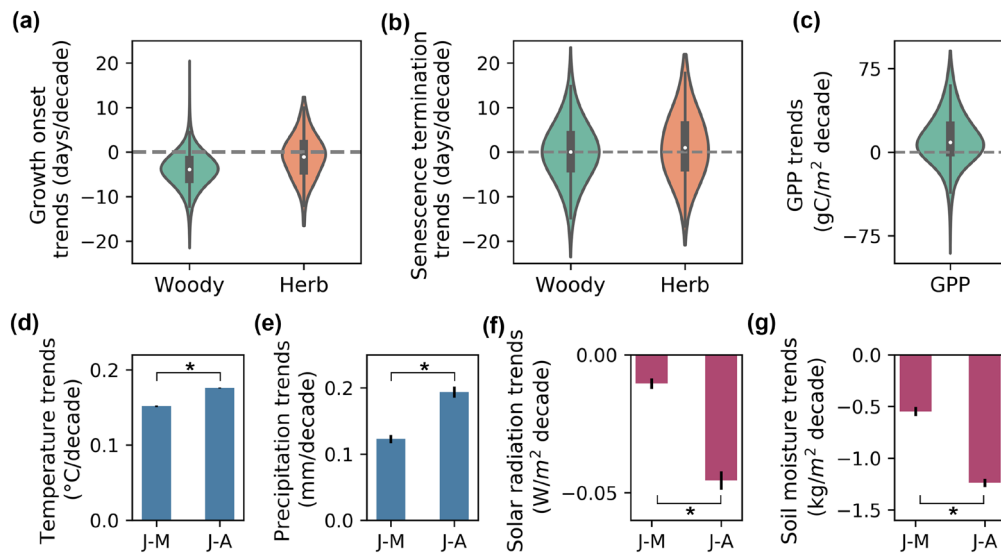 (a)
Growth onset
trends (days/decade)
20
10
0
−10
−20
Woody Herb
(b)
Senescence termination
trends (days/decade)
20
10
0
−10
−20
Woody Herb
(c)
GPP trends
(gC/m² decade)
75
0
−75
GPP
(d)
Temperature trends
(°C/decade)
0.2
0.1
0.0
*
J-M J-A
(e)
Precipitation trends
(mm/decade)
0.2
0.1
0.0
*
J-M J-A
(f)
Solar radiation trends
(W/m² decade)
0.00
−0.05
*
J-M J-A
(g)
Soil moisture trends
(kg/m² decade)
0.0
−0.5
−1.0
−1.5
*
J-M J-A